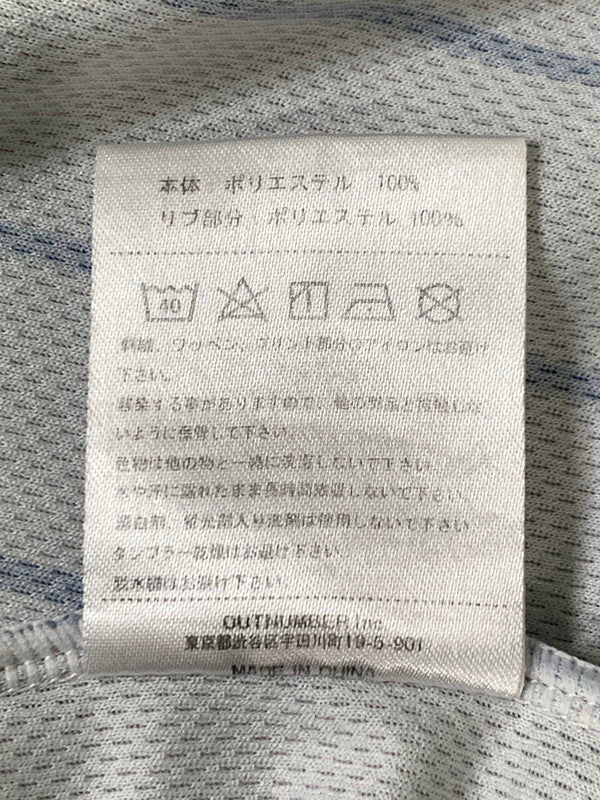 本体：ポリエステル 100%
リブ部分：ポリエステル 100%
40
刺繍、ワッペン、プリント部分のアイロンはお避け
下さい。
移染する事がありますので、他の製品と接触しな
いように保管して下さい。
色物は他の物と一緒に洗濯しないで下さい。
水や汗に濡れたまま長時間放置しないで下さい。
漂白剤、蛍光剤入り洗剤は使用しないで下さい。
タンブラー乾燥はお避け下さい。
脱水機はお避け下さい。
OUTNUMBER Inc
東京都渋谷区宇田川町19-5-901
MADE IN CHINA